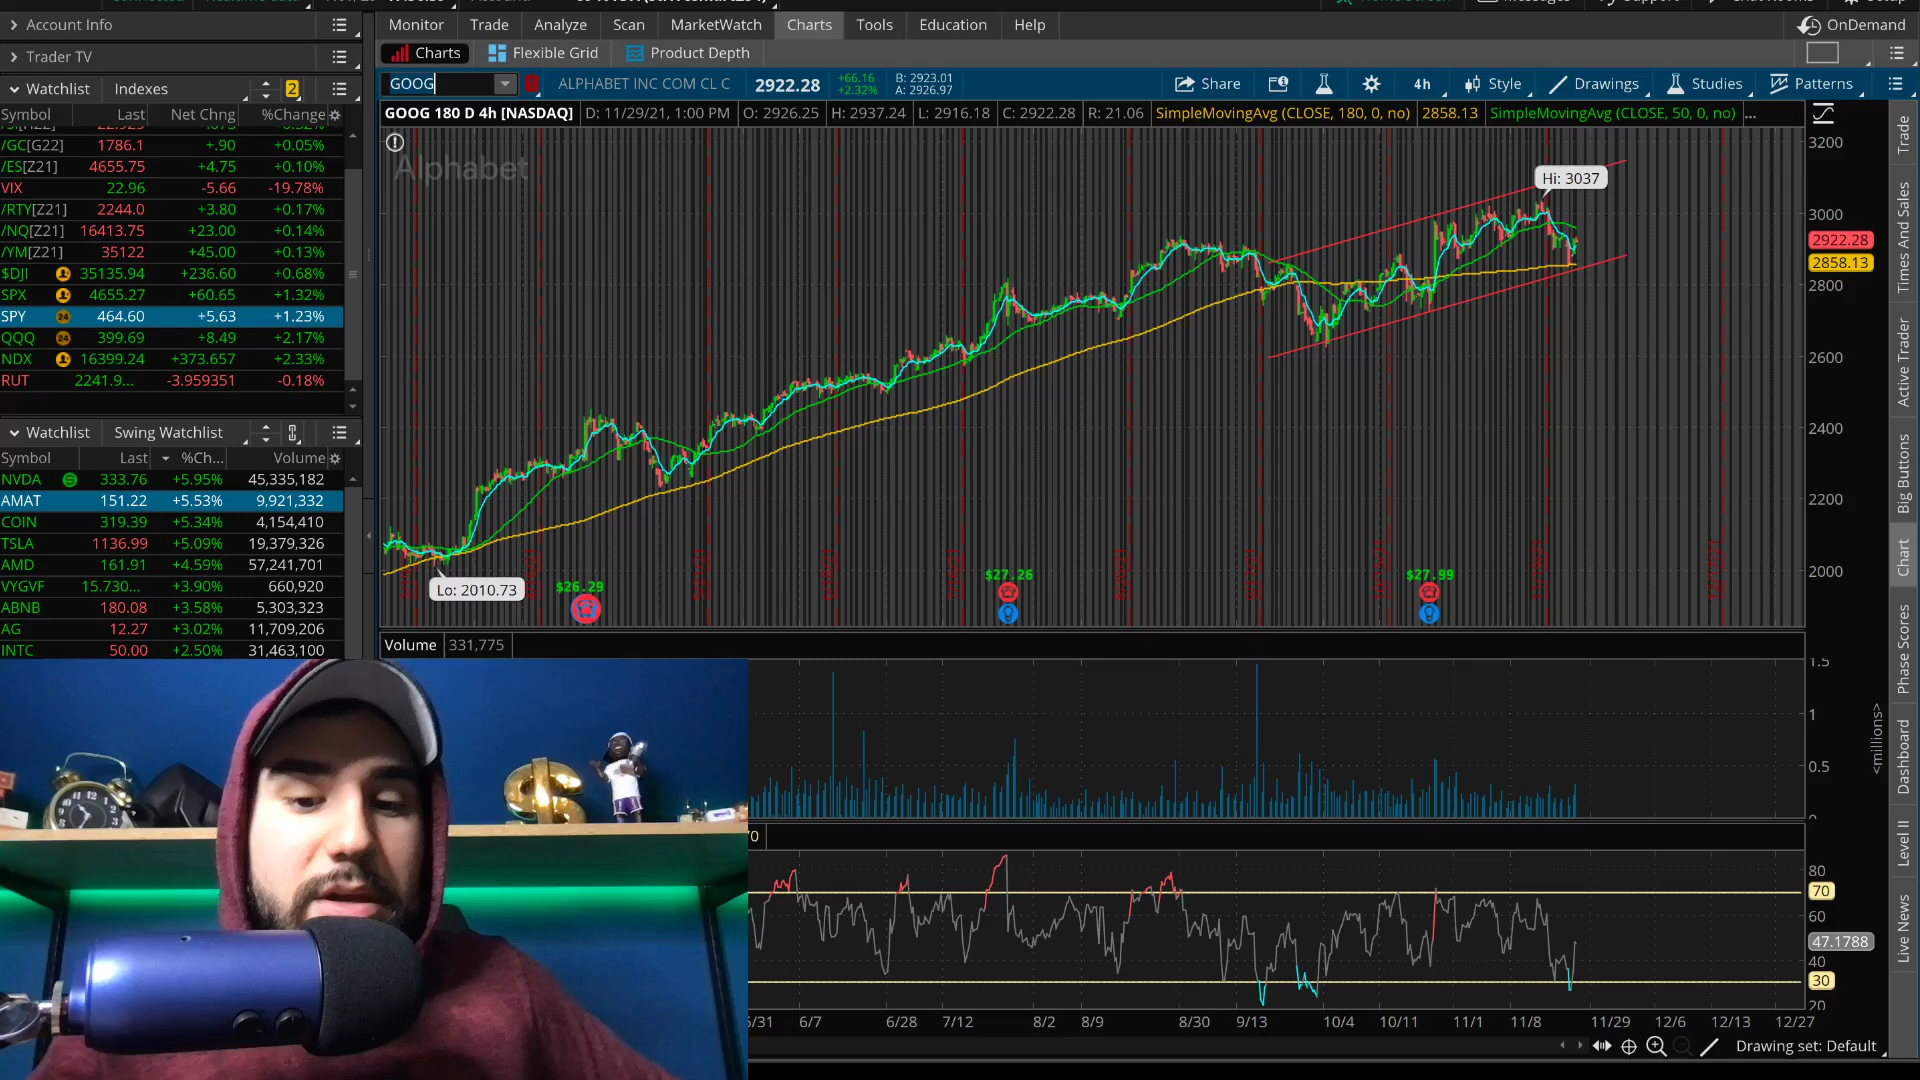 Account Info
Monitor Trade Analyze Scan MarketWatch Charts Tools Education Help OnDemand
Trader TV
Charts Flexible Grid Product Depth
Watchlist Indexes 2
GOOG ALPHABET INC COM CL C 2922.28 +66.16 +2.32% B: 2923.01 A: 2926.97 Share 4h Style Drawings Studies Patterns
Symbol Last Net Chng %Change
GOOG 180 D 4h [NASDAQ] D: 11/29/21, 1:00 PM O: 2926.25 H: 2937.24 L: 2916.18 C: 2922.28 R: 21.06 SimpleMovingAvg (CLOSE, 180, 0, no) 2858.13 SimpleMovingAvg (CLOSE, 50, 0, no) ...
/GC[G22] 1786.1 +.90 +0.05%
/ES[Z21] 4655.75 +4.75 +0.10%
VIX 22.96 -5.66 -19.78%
/RTY[Z21] 2244.0 +3.80 +0.17%
/NQ[Z21] 16413.75 +23.00 +0.14%
/YM[Z21] 35122 +45.00 +0.13%
$DJI 35135.94 +236.60 +0.68%
SPX 4655.27 +60.65 +1.32%
SPY 24 464.60 +5.63 +1.23%
QQQ 24 399.69 +8.49 +2.17%
NDX 16399.24 +373.657 +2.33%
RUT 2241.9... -3.959351 -0.18%
Watchlist Swing Watchlist
Symbol Last %Ch... Volume
NVDA S 333.76 +5.95% 45,335,182
AMAT 151.22 +5.53% 9,921,332
COIN 319.39 +5.34% 4,154,410
TSLA 1136.99 +5.09% 19,379,326
AMD 161.91 +4.59% 57,241,701
VYGVF 15.730... +3.90% 660,920
ABNB 180.08 +3.58% 5,303,323
AG 12.27 +3.02% 11,709,206
INTC 50.00 +2.50% 31,463,100
Alphabet
Hi: 3037
Lo: 2010.73
$26.29
$27.26
$27.99
3200
3000
2922.28
2858.13
2800
2600
2400
2200
2000
Volume 331,775
1.5
1
0.5
<millions>
80
70
60
47.1788
40
30
20
6/7 6/28 7/12 8/2 8/9 8/30 9/13 10/4 10/11 11/1 11/8 11/29 12/6 12/13 12/27
Drawing set: Default
Trade
Times And Sales
Active Trader
Big Buttons
Chart
Phase Scores
Dashboard
Level II
Live News